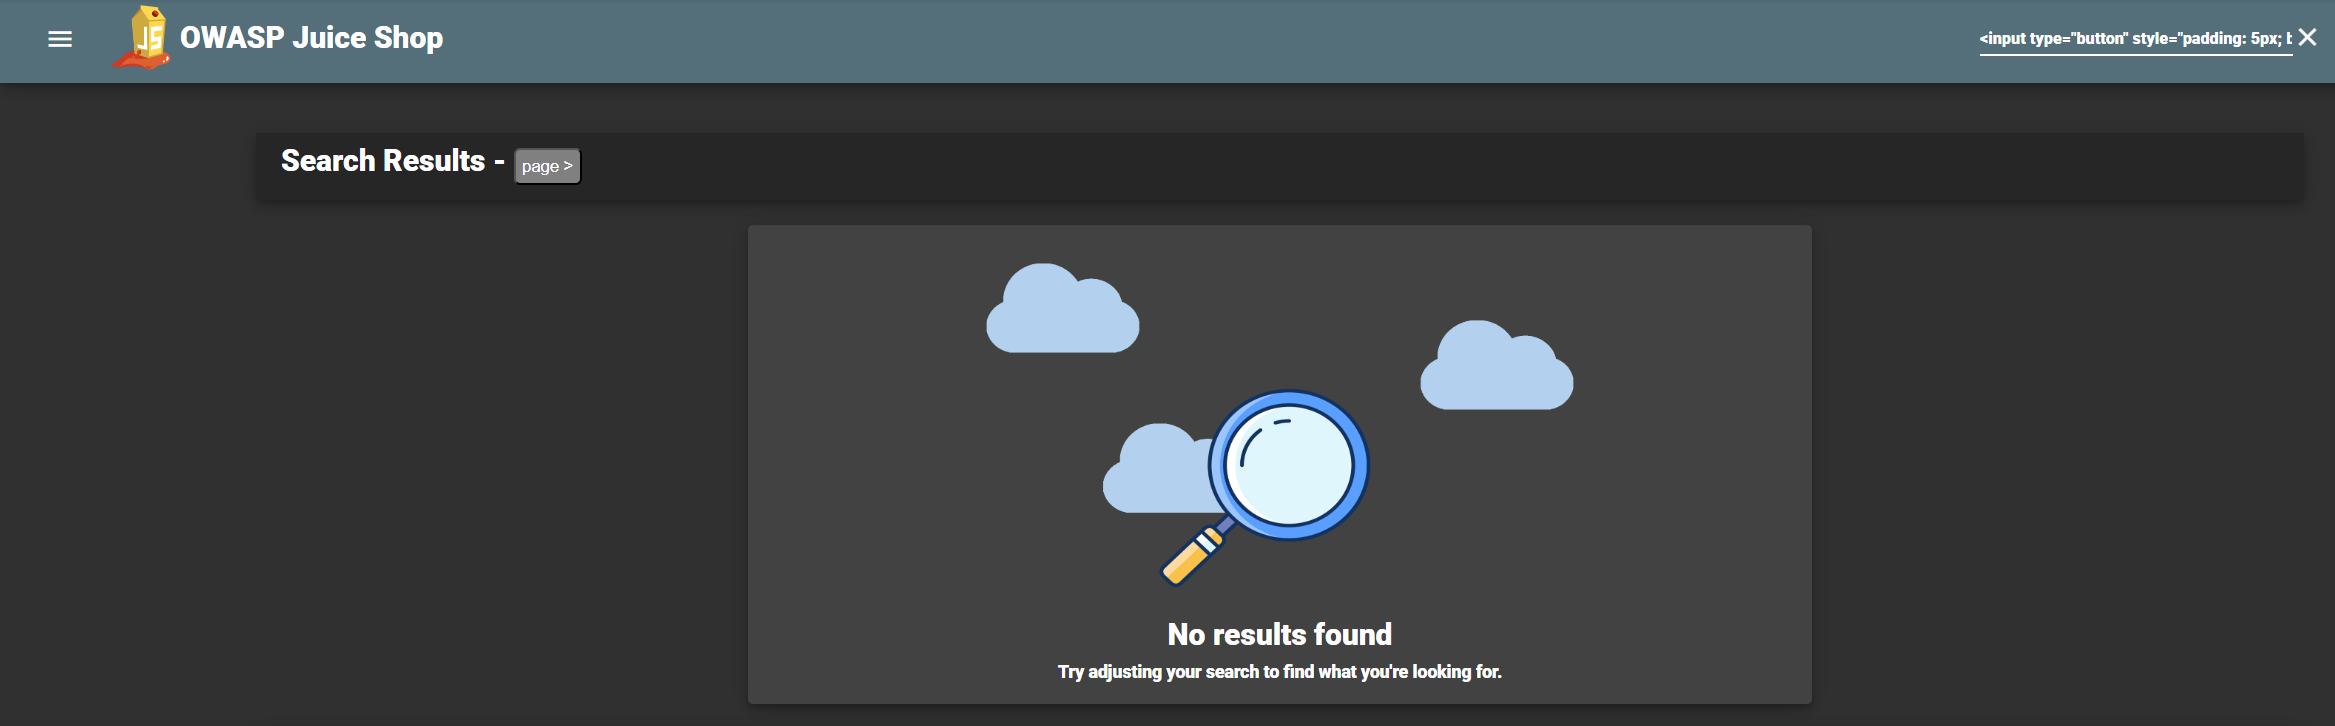 OWASP Juice Shop
<input type="button" style="padding: 5px; b
Search Results - page >
No results found
Try adjusting your search to find what you're looking for.